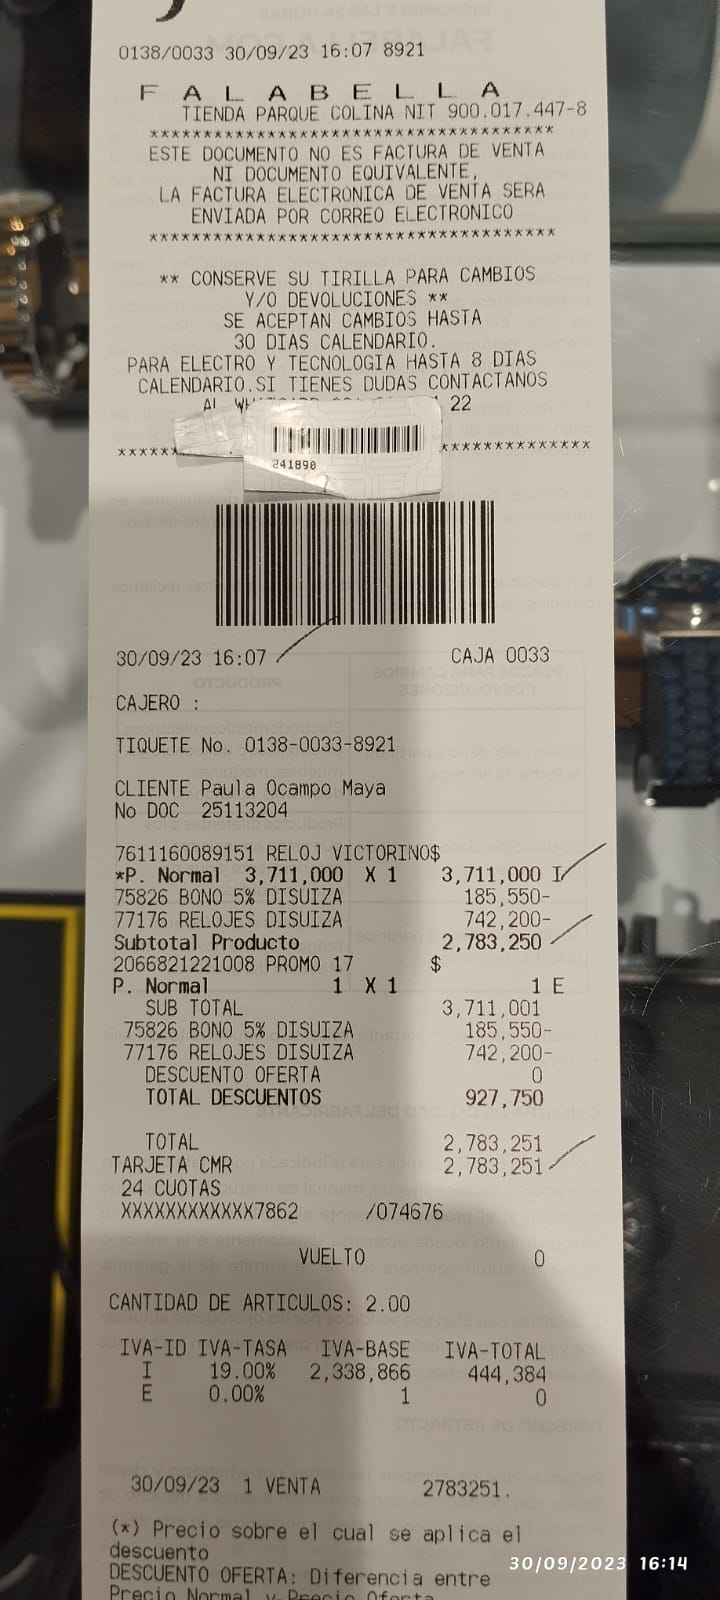 0138/0033 30/09/23 16:07 8921
F A L A B E L L A
TIENDA PARQUE COLINA NIT 900.017.447-8
**************************************
ESTE DOCUMENTO NO ES FACTURA DE VENTA
NI DOCUMENTO EQUIVALENTE,
LA FACTURA ELECTRONICA DE VENTA SERA
ENVIADA POR CORREO ELECTRONICO
**************************************
** CONSERVE SU TIRILLA PARA CAMBIOS
Y/O DEVOLUCIONES **
SE ACEPTAN CAMBIOS HASTA
30 DIAS CALENDARIO.
PARA ELECTRO Y TECNOLOGIA HASTA 8 DIAS
CALENDARIO.SI TIENES DUDAS CONTACTANOS
AL 22
241890
30/09/23 16:07 CAJA 0033
CAJERO :
TIQUETE No. 0138-0033-8921
CLIENTE Paula Ocampo Maya
No DOC 25113204
7611160089151 RELOJ VICTORINO$
*P. Normal 3,711,000 X 1 3,711,000 I
75826 BONO 5% DISUIZA 185,550-
77176 RELOJES DISUIZA 742,200-
Subtotal Producto 2,783,250
2066821221008 PROMO 17 $
P. Normal 1 X 1 1 E
SUB TOTAL 3,711,001
75826 BONO 5% DISUIZA 185,550-
77176 RELOJES DISUIZA 742,200-
DESCUENTO OFERTA 0
TOTAL DESCUENTOS 927,750
TOTAL 2,783,251
TARJETA CMR 2,783,251
24 CUOTAS
XXXXXXXXXXXX7862 /074676
VUELTO 0
CANTIDAD DE ARTICULOS: 2.00
IVA-ID IVA-TASA IVA-BASE IVA-TOTAL
I 19.00% 2,338,866 444,384
E 0.00% 1 0
30/09/23 1 VENTA 2783251.
(*) Precio sobre el cual se aplica el
descuento
DESCUENTO OFERTA: Diferencia entre
Precio Normal y Precio Oferta
30/09/2023 16:14